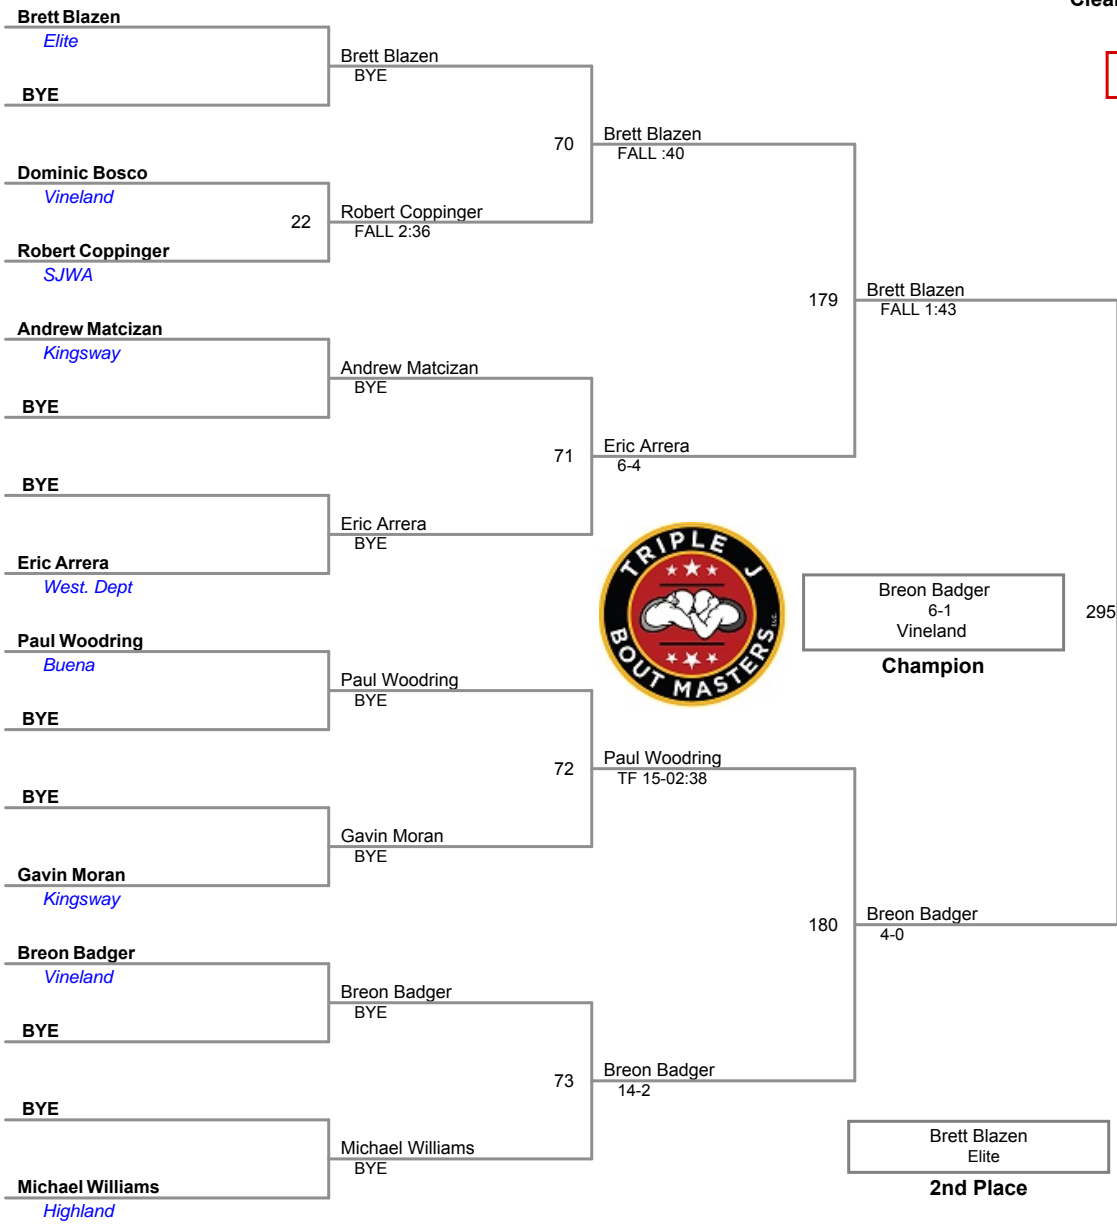 Brett Blazen
Elite
BYE
Dominic Bosco
Vineland
22
Robert Coppinger
SJWA
Andrew Matcizan
Kingsway
BYE
BYE
Eric Arrera
West. Dept
Paul Woodring
Buena
BYE
BYE
Gavin Moran
Kingsway
Breon Badger
Vineland
BYE
BYE
Michael Williams
Highland
Brett Blazen
BYE
70
Robert Coppinger
FALL 2:36
Andrew Matcizan
BYE
71
Eric Arrera
BYE
Paul Woodring
BYE
72
Gavin Moran
BYE
Breon Badger
BYE
73
Michael Williams
BYE
Brett Blazen
FALL :40
179
Eric Arrera
6-4
TRIPLE J
BOUT MASTERS
Paul Woodring
TF 15-02:38
180
Breon Badger
14-2
Brett Blazen
FALL 1:43
Breon Badger
6-1
Vineland
Champion
295
Breon Badger
4-0
Brett Blazen
Elite
2nd Place